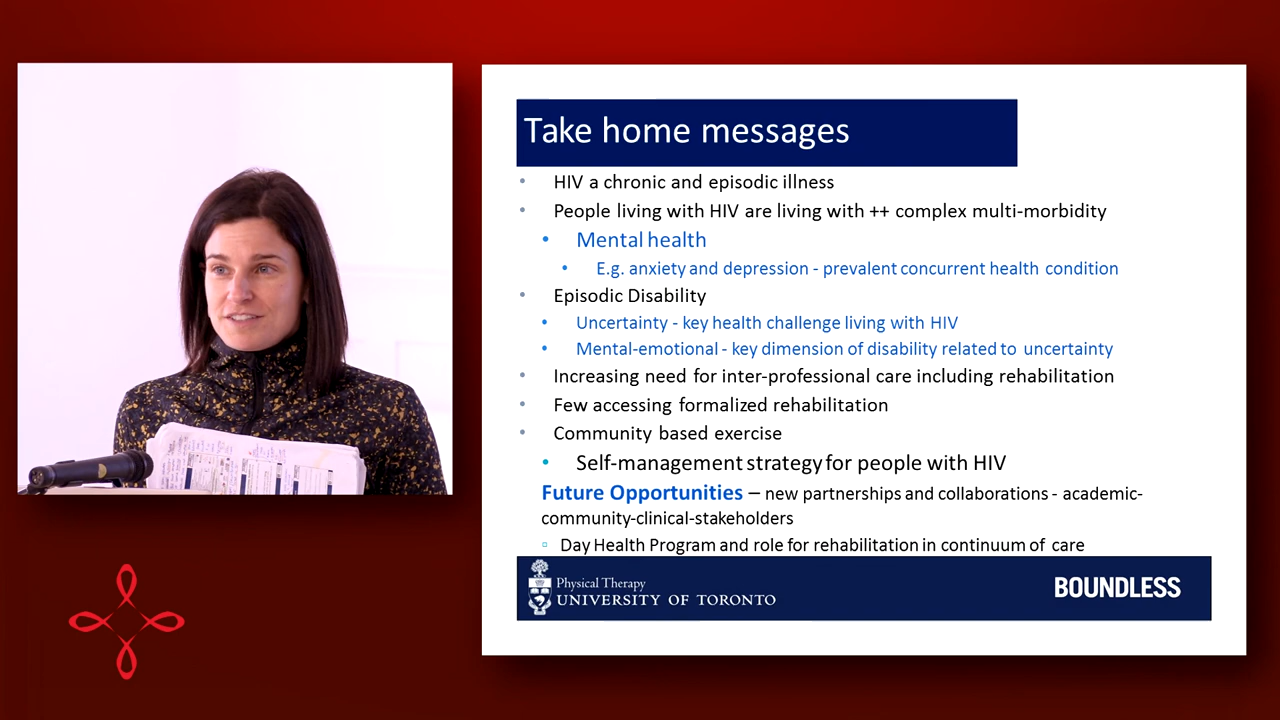 Take home messages
• HIV a chronic and episodic illness
• People living with HIV are living with ++ complex multi-morbidity
• Mental health
• E.g. anxiety and depression - prevalent concurrent health condition
• Episodic Disability
• Uncertainty - key health challenge living with HIV
• Mental-emotional - key dimension of disability related to uncertainty
• Increasing need for inter-professional care including rehabilitation
• Few accessing formalized rehabilitation
• Community based exercise
• Self-management strategy for people with HIV
Future Opportunities – new partnerships and collaborations - academic-
community-clinical-stakeholders
▫ Day Health Program and role for rehabilitation in continuum of care
Physical Therapy
UNIVERSITY OF TORONTO
BOUNDLESS